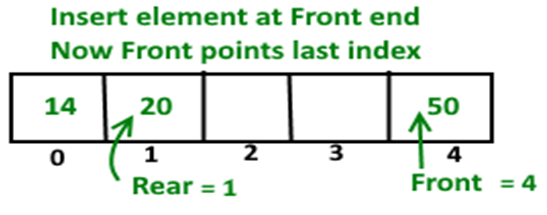 Insert element at Front end
Now Front points last index
14 20 50
0 1 2 3 4
Rear = 1 Front = 4